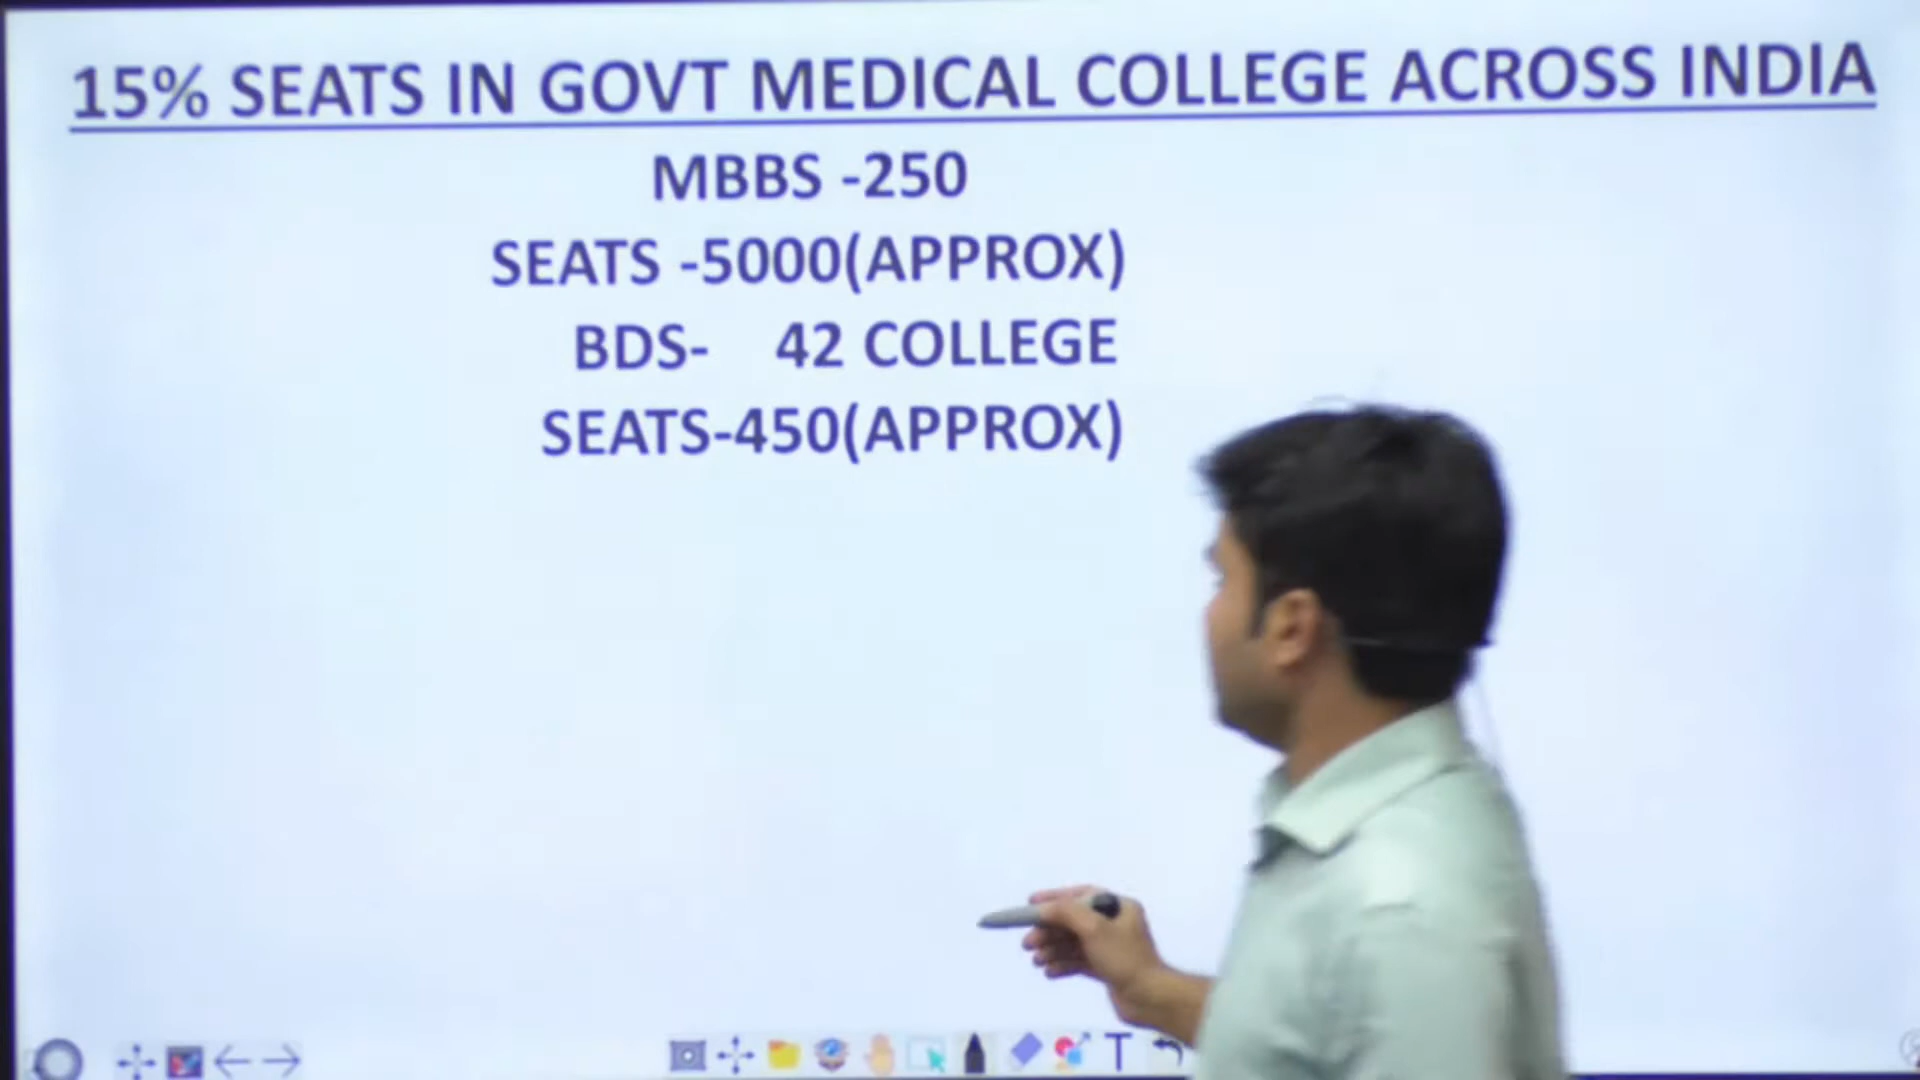 15% SEATS IN GOVT MEDICAL COLLEGE ACROSS INDIA
MBBS -250
SEATS -5000(APPROX)
BDS- 42 COLLEGE
SEATS-450(APPROX)
T